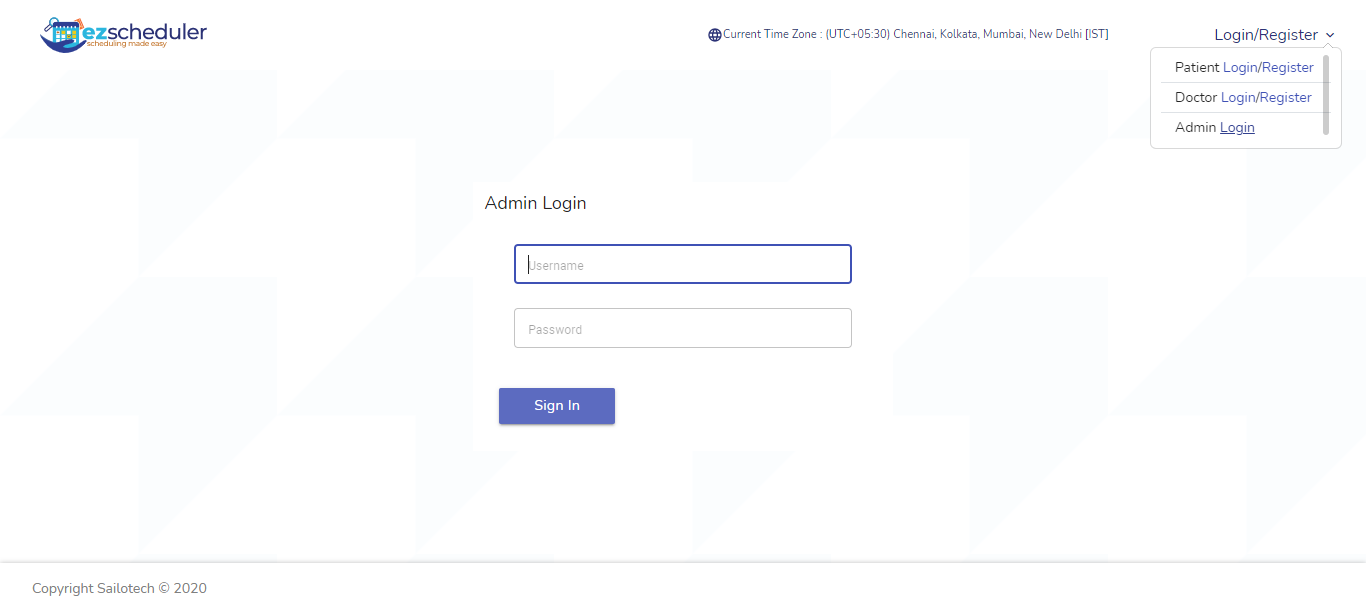 ezscheduler
scheduling made easy
Current Time Zone : (UTC+05:30) Chennai, Kolkata, Mumbai, New Delhi [IST]
Login/Register
Patient Login/Register
Doctor Login/Register
Admin Login
Admin Login
Username
Password
Sign In
Copyright Sailotech © 2020